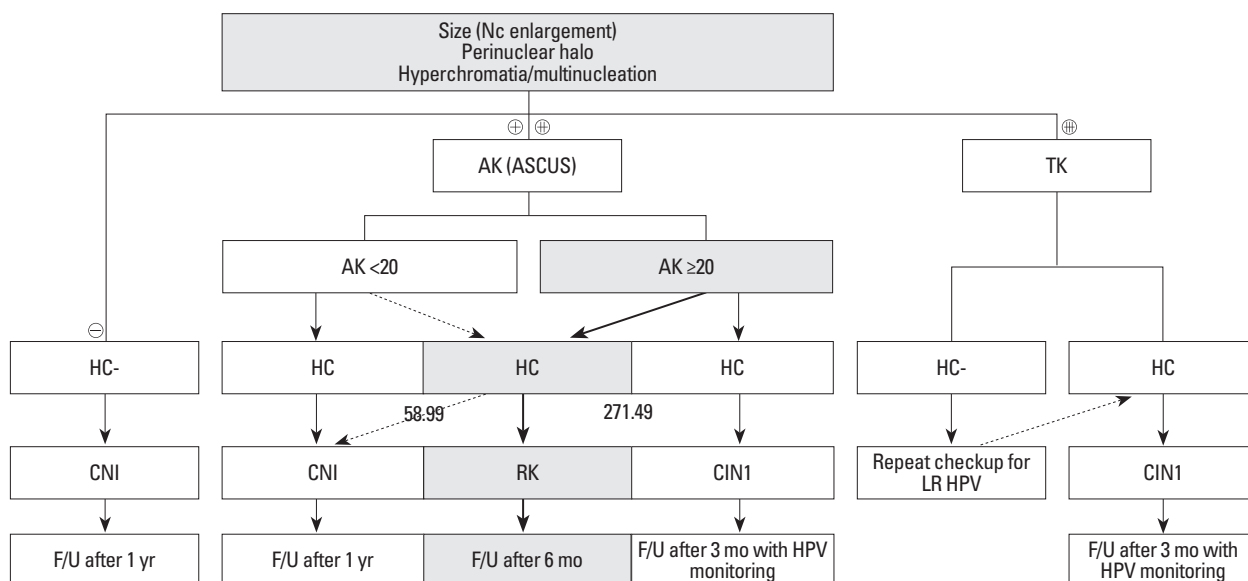 Size (Nc enlargement)
Perinuclear halo
Hyperchromatia/multinucleation
⊕ ⧺
AK (ASCUS)
TK
AK <20
AK ≥20
⊖
HC-
HC
HC
HC
HC-
HC
58.99
271.49
CNI
CNI
RK
CIN1
Repeat checkup for
LR HPV
CIN1
F/U after 1 yr
F/U after 1 yr
F/U after 6 mo
F/U after 3 mo with HPV
monitoring
F/U after 3 mo with
HPV monitoring